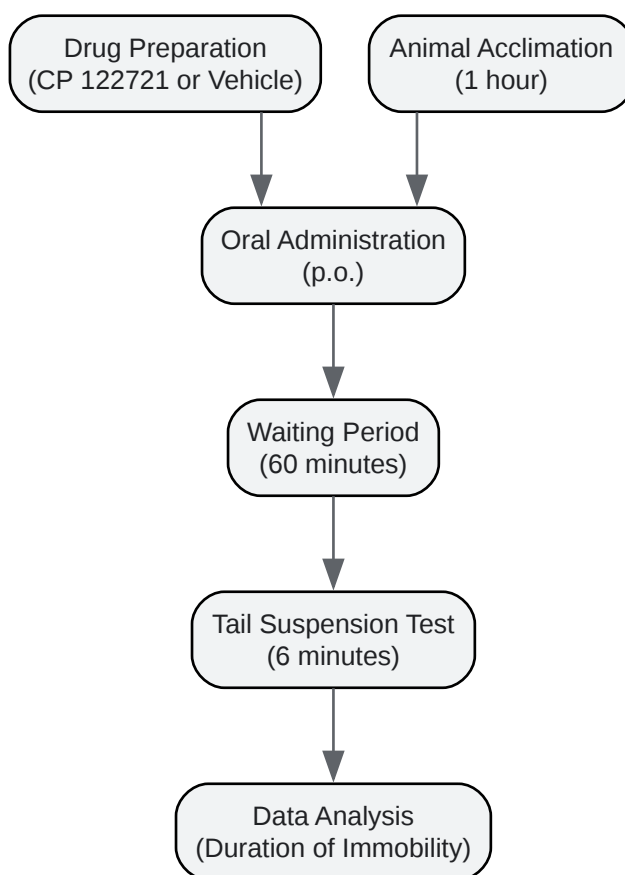 Drug Preparation
(CP 122721 or Vehicle)
Animal Acclimation
(1 hour)
Oral Administration
(p.o.)
Waiting Period
(60 minutes)
Tail Suspension Test
(6 minutes)
Data Analysis
(Duration of Immobility)